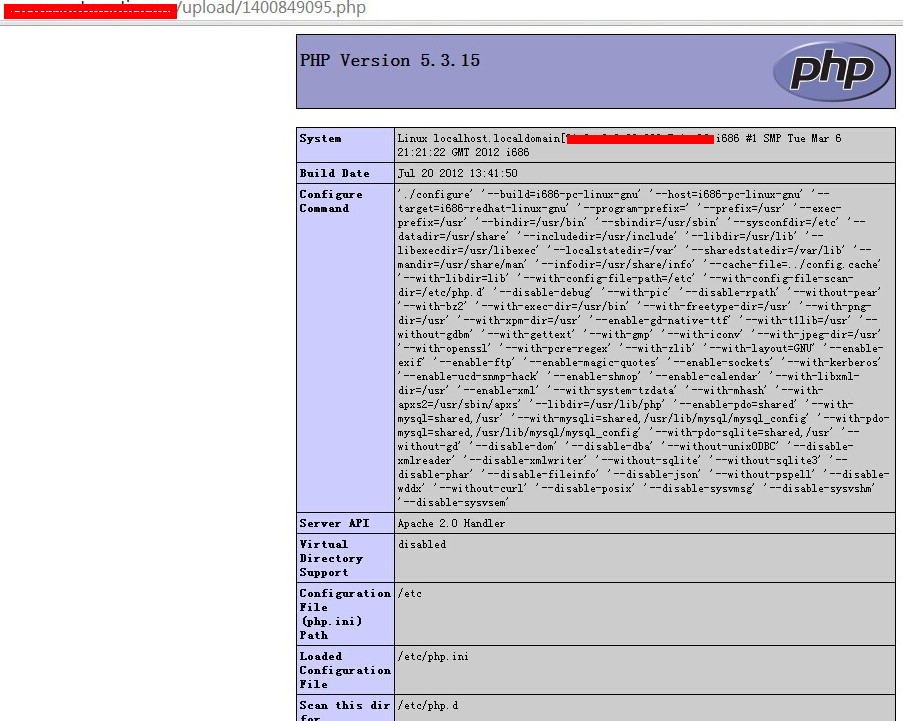 /upload/1400849095.php
PHP Version 5.3.15
php
System
Linux localhost.localdomain
i686 #1 SMP Tue Mar 6
21:21:22 GMT 2012 i686
Build Date
Jul 20 2012 13:41:50
Configure
Command
'./configure' '--build=i686-pc-linux-gnu' '--host=i686-pc-linux-gnu' '--
target=i686-redhat-linux-gnu' '--program-prefix=' '--prefix=/usr' '--exec-
prefix=/usr' '--bindir=/usr/bin' '--sbindir=/usr/sbin' '--sysconfdir=/etc' '--
datadir=/usr/share' '--includedir=/usr/include' '--libdir=/usr/lib' '--
libexecdir=/usr/libexec' '--localstatedir=/var' '--sharedstatedir=/var/lib' '--
mandir=/usr/share/man' '--infodir=/usr/share/info' '--cache-file=../config.cache'
'--with-libdir=lib' '--with-config-file-path=/etc' '--with-config-file-scan-
dir=/etc/php.d' '--disable-debug' '--with-pic' '--disable-rpath' '--without-pear'
'--with-bz2' '--with-exec-dir=/usr/bin' '--with-freetype-dir=/usr' '--with-png-
dir=/usr' '--with-xpm-dir=/usr' '--enable-gd-native-ttf' '--with-t1lib=/usr' '--
without-gdbm' '--with-gettext' '--with-gmp' '--with-iconv' '--with-jpeg-dir=/usr'
'--with-openssl' '--with-pcre-regex' '--with-zlib' '--with-layout=GNU' '--enable-
exif' '--enable-ftp' '--enable-magic-quotes' '--enable-sockets' '--with-kerberos'
'--enable-ucd-snmp-hack' '--enable-shmop' '--enable-calendar' '--with-libxml-
dir=/usr' '--enable-xml' '--with-system-tzdata' '--with-mhash' '--with-
apxs2=/usr/sbin/apxs' '--libdir=/usr/lib/php' '--enable-pdo=shared' '--with-
mysql=shared,/usr' '--with-mysqli=shared,/usr/lib/mysql/mysql_config' '--with-pdo-
mysql=shared,/usr/lib/mysql/mysql_config' '--with-pdo-sqlite=shared,/usr' '--
without-gd' '--disable-dom' '--disable-dba' '--without-unixODBC' '--disable-
xmlreader' '--disable-xmlwriter' '--without-sqlite' '--without-sqlite3' '--
disable-phar' '--disable-fileinfo' '--disable-json' '--without-pspell' '--disable-
wddx' '--without-curl' '--disable-posix' '--disable-sysvmsg' '--disable-sysvshm'
'--disable-sysvsem'
Server API
Apache 2.0 Handler
Virtual
Directory
Support
disabled
Configuration
File
(php.ini)
Path
/etc
Loaded
Configuration
File
/etc/php.ini
Scan this dir
for
/etc/php.d